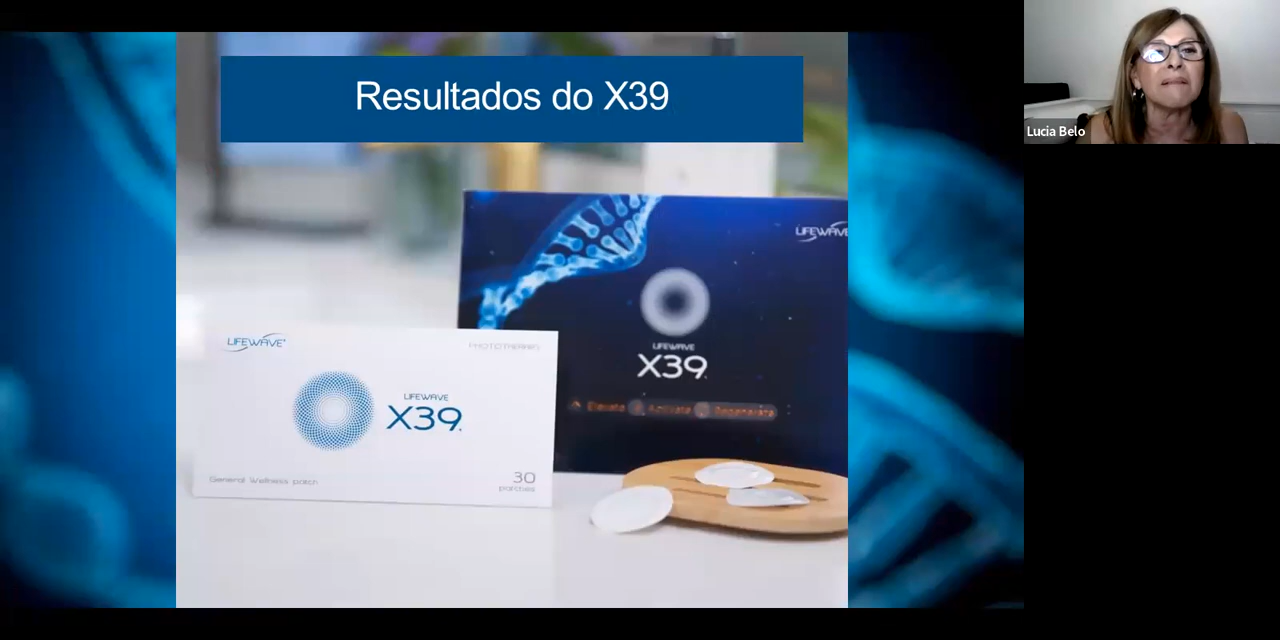 Resultados do X39
Lucia Belo
LIFEWAVE
LIFEWAVE
X39
Elevate Activate Regenerate
LIFEWAVE
PHOTOTHERAPY
LIFEWAVE
X39
General Wellness patch
30
patches